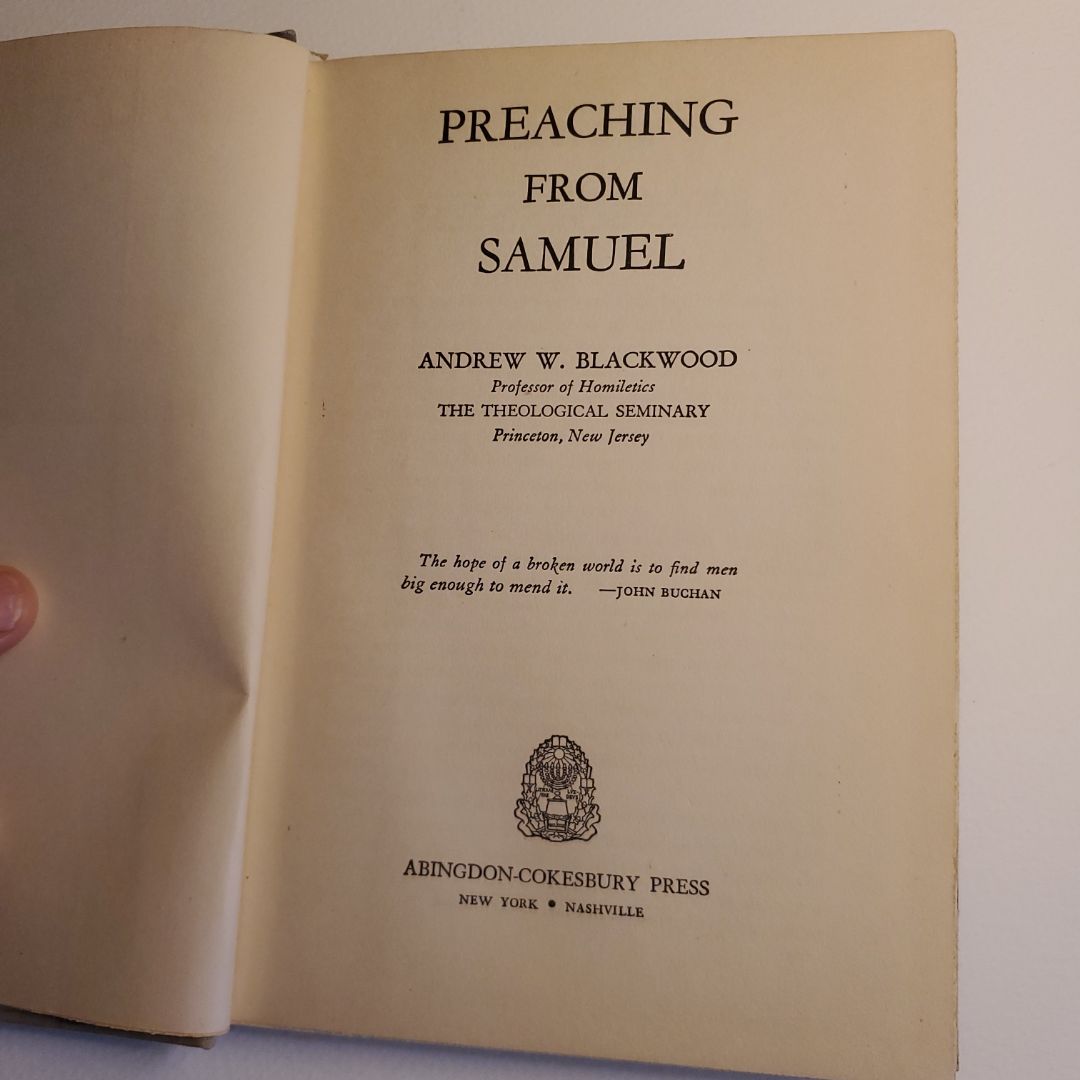 PREACHING
FROM
SAMUEL
ANDREW W. BLACKWOOD
Professor of Homiletics
THE THEOLOGICAL SEMINARY
Princeton, New Jersey
The hope of a broken world is to find men
big enough to mend it. —JOHN BUCHAN
ABINGDON-COKESBURY PRESS
NEW YORK • NASHVILLE